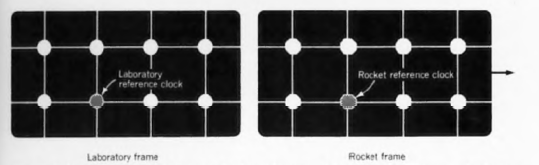 Laboratory
reference clock
Rocket reference clock
Laboratory frame
Rocket frame